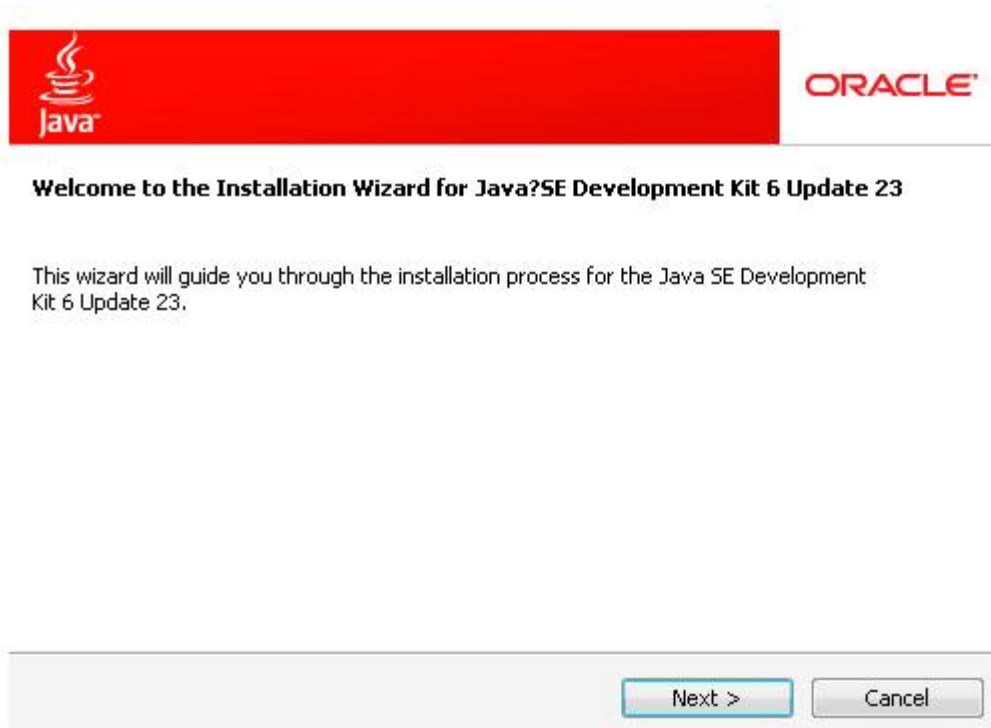 Java
ORACLE
Welcome to the Installation Wizard for Java?SE Development Kit 6 Update 23
This wizard will guide you through the installation process for the Java SE Development
Kit 6 Update 23.
Next >
Cancel